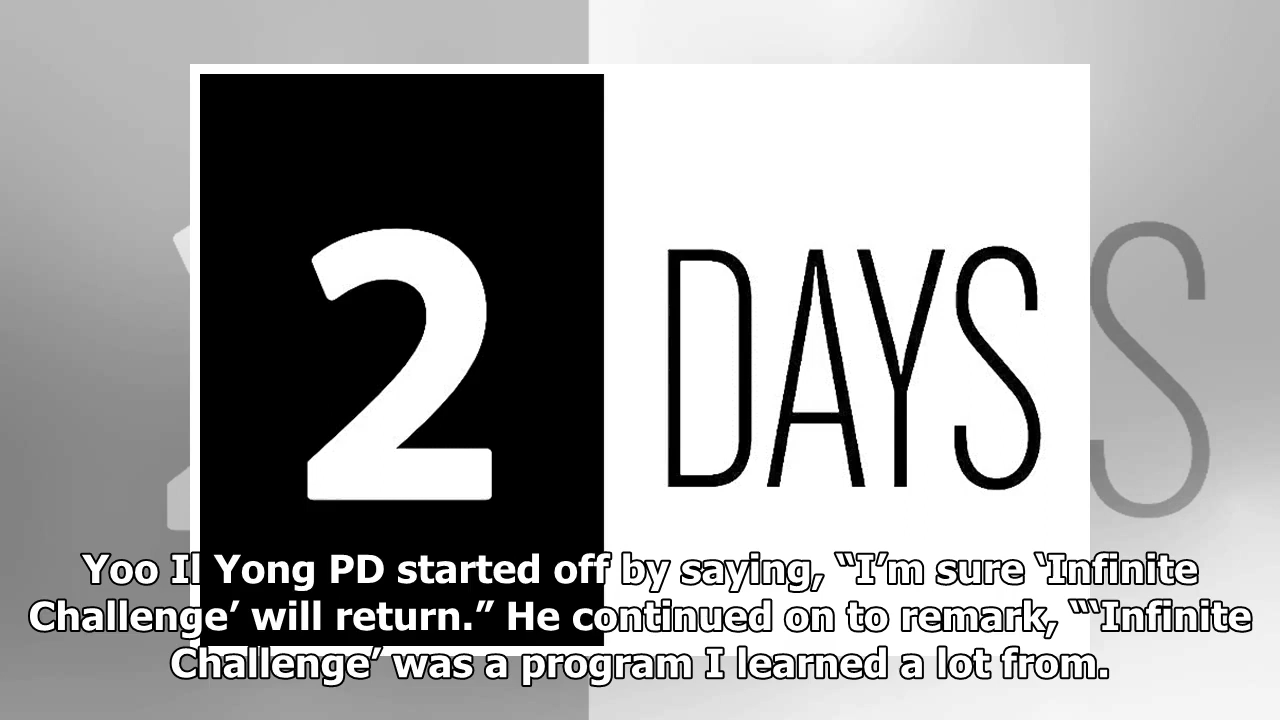 2 DAYS
Yoo Il Yong PD started off by saying, “I’m sure ‘Infinite
Challenge’ will return.” He continued on to remark, “‘Infinite
Challenge’ was a program I learned a lot from.